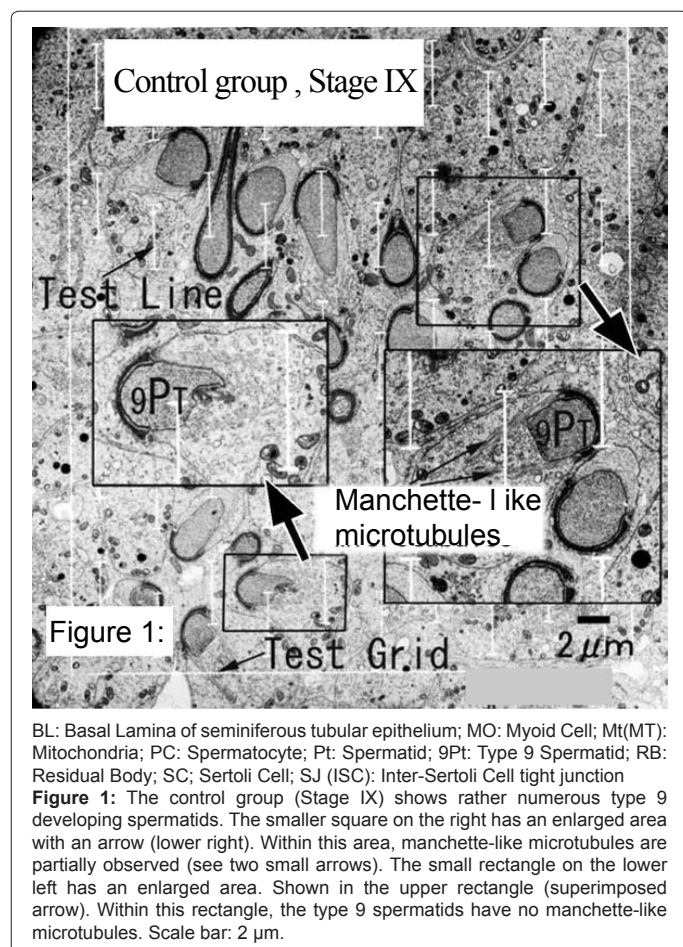 Control group , Stage IX
Test Line
9PT
9PT
Manchette- l ike
microtubules
Figure 1:
2 μm
Test Grid
BL: Basal Lamina of seminiferous tubular epithelium; MO: Myoid Cell; Mt(MT):
Mitochondria; PC: Spermatocyte; Pt: Spermatid; 9Pt: Type 9 Spermatid; RB:
Residual Body; SC; Sertoli Cell; SJ (ISC): Inter-Sertoli Cell tight junction
Figure 1: The control group (Stage IX) shows rather numerous type 9
developing spermatids. The smaller square on the right has an enlarged area
with an arrow (lower right). Within this area, manchette-like microtubules are
partially observed (see two small arrows). The small rectangle on the lower
left has an enlarged area. Shown in the upper rectangle (superimposed
arrow). Within this rectangle, the type 9 spermatids have no manchette-like
microtubules. Scale bar: 2 μm.